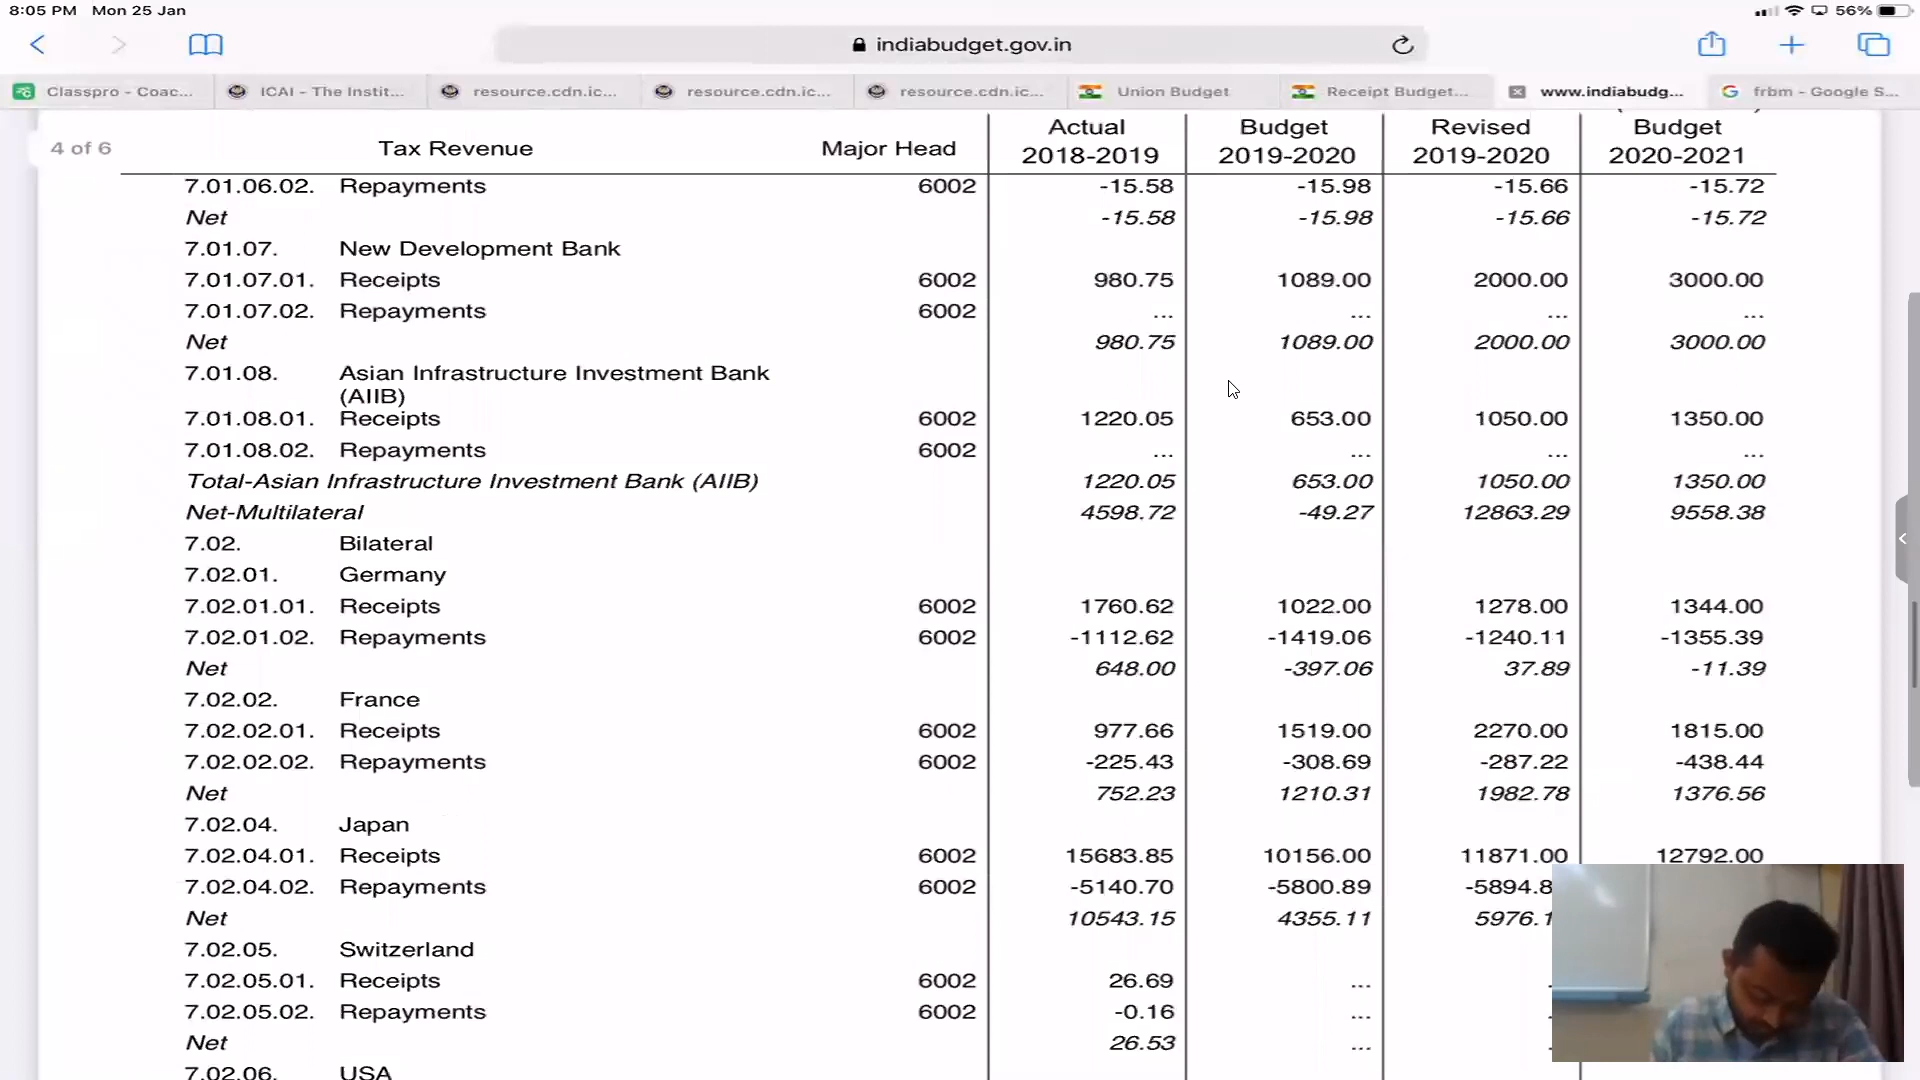 8:05 PM Mon 25 Jan
56%
indiabudget.gov.in
Classpro - Coac... ICAI - The Instit... resource.cdn.ic... resource.cdn.ic... resource.cdn.ic... Union Budget Receipt Budget... www.indiabudg... frbm - Google S...
4 of 6
Tax Revenue Major Head Actual 2018-2019 Budget 2019-2020 Revised 2019-2020 Budget 2020-2021
7.01.06.02. Repayments 6002 -15.58 -15.98 -15.66 -15.72
Net -15.58 -15.98 -15.66 -15.72
7.01.07. New Development Bank
7.01.07.01. Receipts 6002 980.75 1089.00 2000.00 3000.00
7.01.07.02. Repayments 6002 ... ... ... ...
Net 980.75 1089.00 2000.00 3000.00
7.01.08. Asian Infrastructure Investment Bank
(AIIB)
7.01.08.01. Receipts 6002 1220.05 653.00 1050.00 1350.00
7.01.08.02. Repayments 6002 ... ... ... ...
Total-Asian Infrastructure Investment Bank (AIIB) 1220.05 653.00 1050.00 1350.00
Net-Multilateral 4598.72 -49.27 12863.29 9558.38
7.02. Bilateral
7.02.01. Germany
7.02.01.01. Receipts 6002 1760.62 1022.00 1278.00 1344.00
7.02.01.02. Repayments 6002 -1112.62 -1419.06 -1240.11 -1355.39
Net 648.00 -397.06 37.89 -11.39
7.02.02. France
7.02.02.01. Receipts 6002 977.66 1519.00 2270.00 1815.00
7.02.02.02. Repayments 6002 -225.43 -308.69 -287.22 -438.44
Net 752.23 1210.31 1982.78 1376.56
7.02.04. Japan
7.02.04.01. Receipts 6002 15683.85 10156.00 11871.00 12792.00
7.02.04.02. Repayments 6002 -5140.70 -5800.89 -5894.8
Net 10543.15 4355.11 5976.1
7.02.05. Switzerland
7.02.05.01. Receipts 6002 26.69 ...
7.02.05.02. Repayments 6002 -0.16 ...
Net 26.53 ...
7.02.06. USA